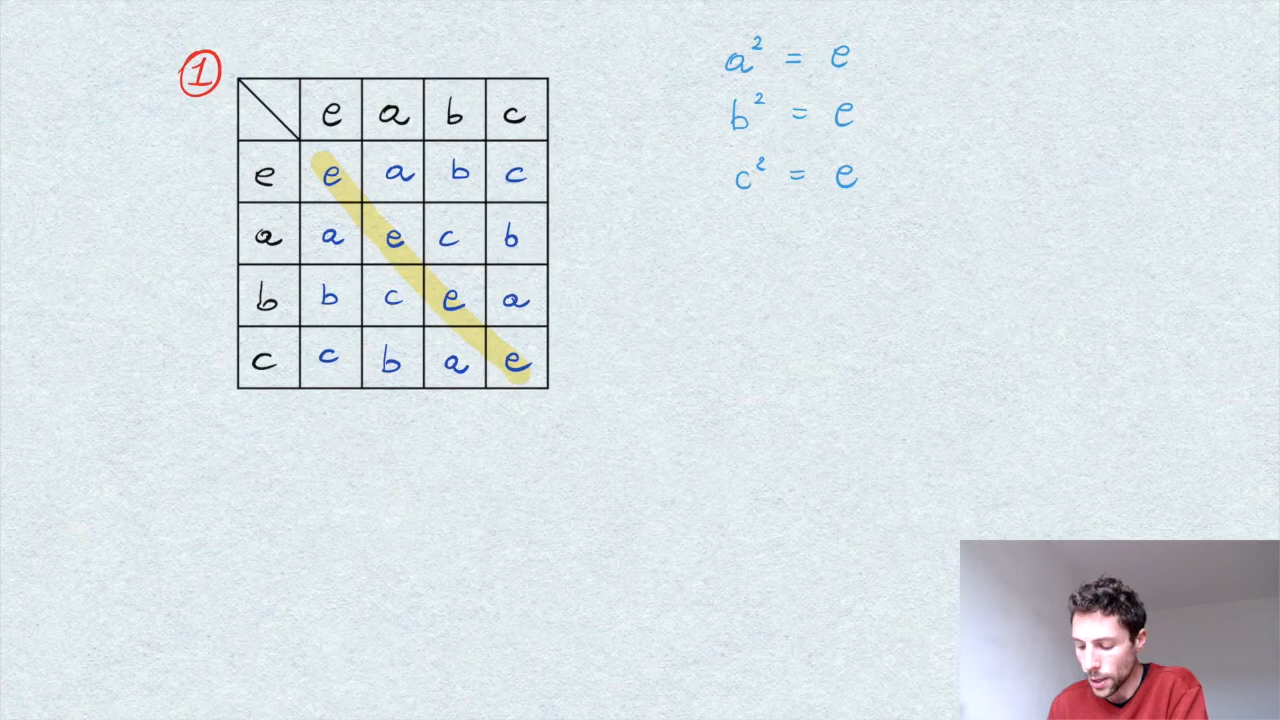 1
e a b c
e e a b c
a a e c b
b b c e a
c c b a e
a² = e
b² = e
c² = e